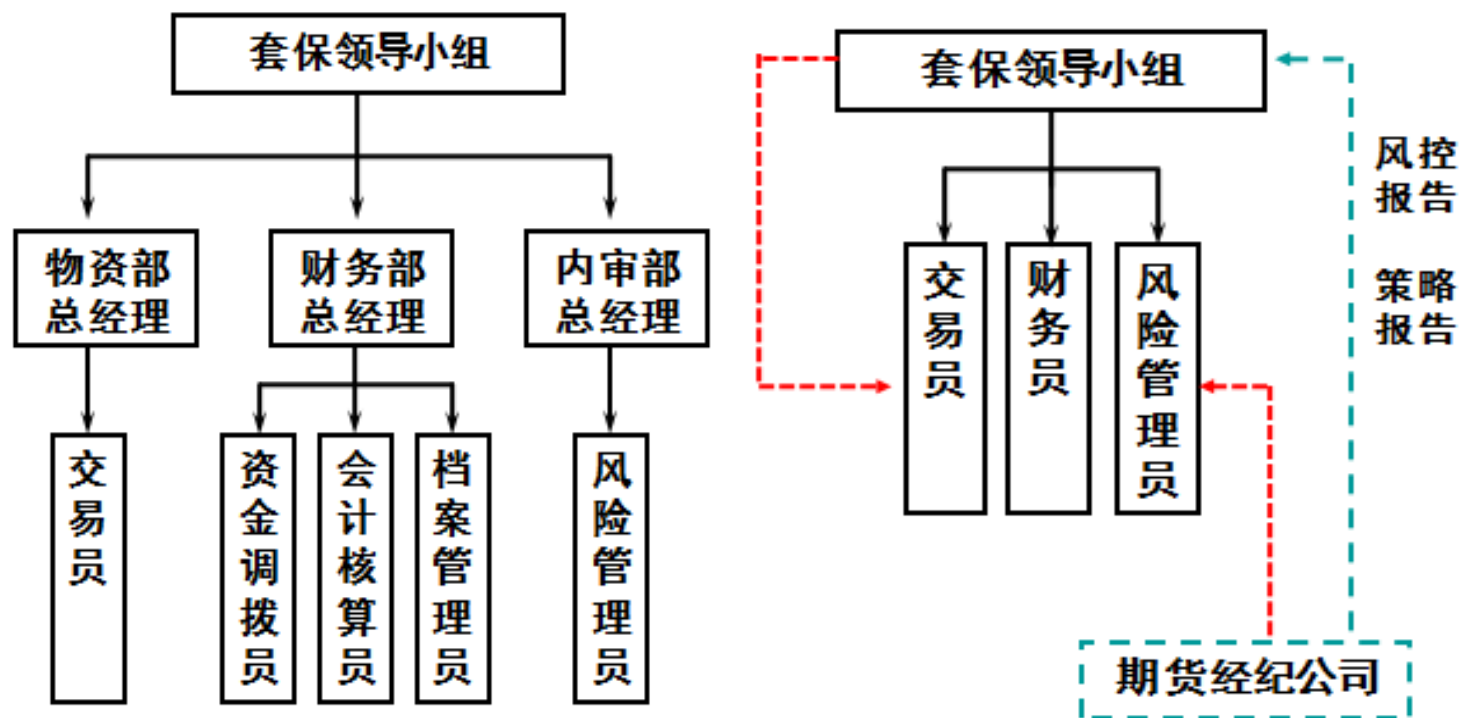 套保领导小组
物资部
总经理
财务部
总经理
内审部
总经理
交易员
资金调拨员
会计核算员
档案管理员
风险管理员
套保领导小组
风控
报告
策略
报告
交易员
财务员
风险管理员
期货经纪公司